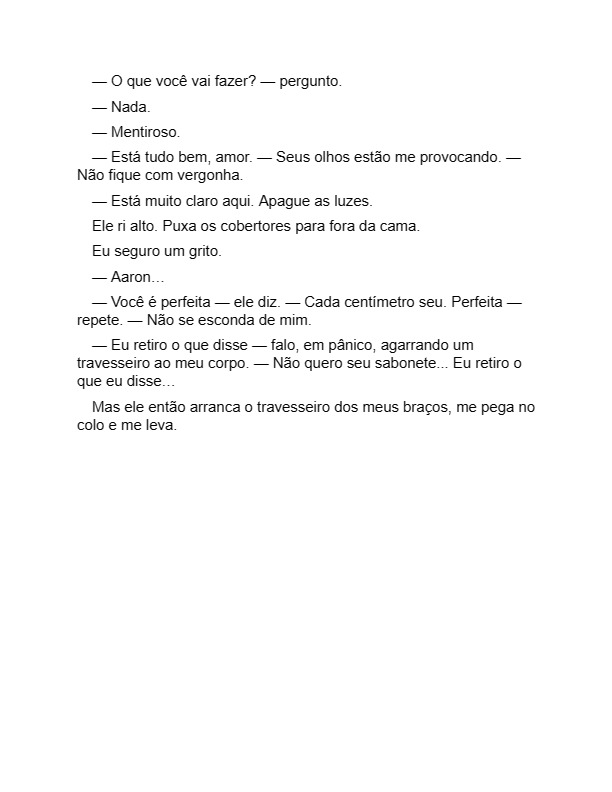 — O que você vai fazer? — pergunto.
— Nada.
— Mentiroso.
— Está tudo bem, amor. — Seus olhos estão me provocando. —
Não fique com vergonha.
— Está muito claro aqui. Apague as luzes.
Ele ri alto. Puxa os cobertores para fora da cama.
Eu seguro um grito.
— Aaron…
— Você é perfeita — ele diz. — Cada centímetro seu. Perfeita —
repete. — Não se esconda de mim.
— Eu retiro o que disse — falo, em pânico, agarrando um
travesseiro ao meu corpo. — Não quero seu sabonete... Eu retiro o
que eu disse…
Mas ele então arranca o travesseiro dos meus braços, me pega no
colo e me leva.